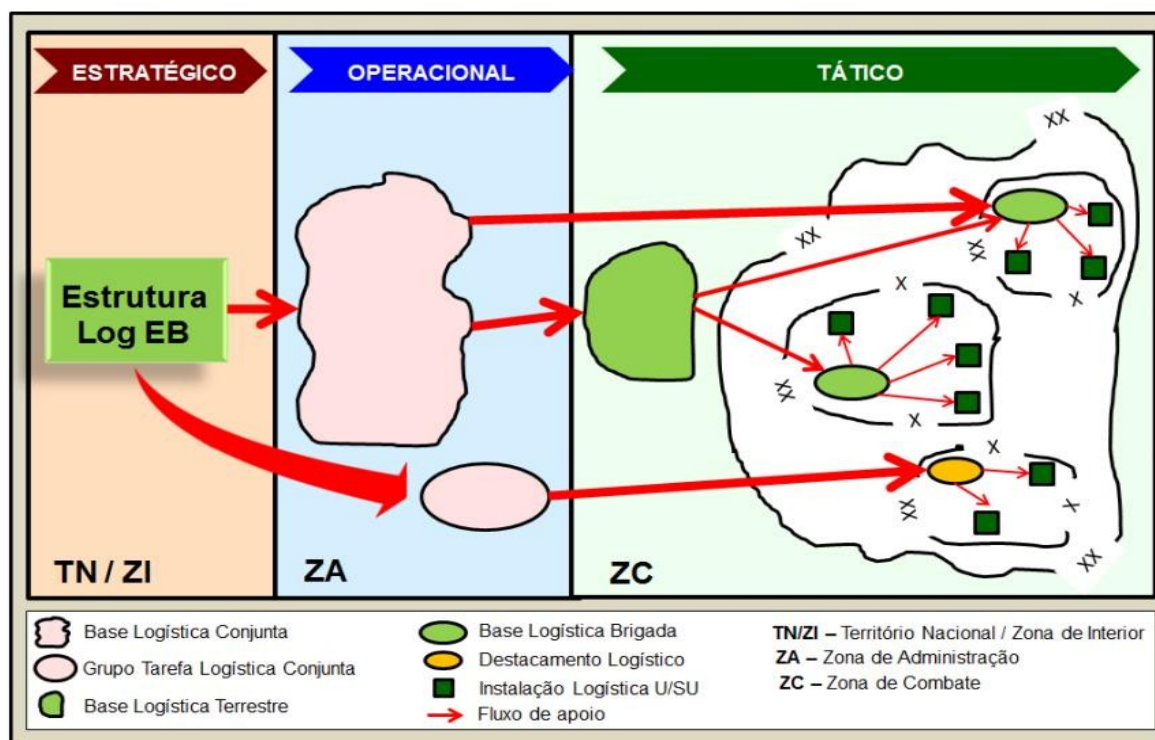 ESTRATÉGICO
OPERACIONAL
TÁTICO
XX
XX
XX
X
X
Estrutura
Log EB
XX
X
X
XX
X
XX
TN / ZI
ZA
ZC
Base Logística Conjunta
Grupo Tarefa Logística Conjunta
Base Logística Terrestre
Base Logística Brigada
Destacamento Logístico
Instalação Logística U/SU
Fluxo de apoio
TN/ZI – Território Nacional / Zona de Interior
ZA – Zona de Administração
ZC – Zona de Combate